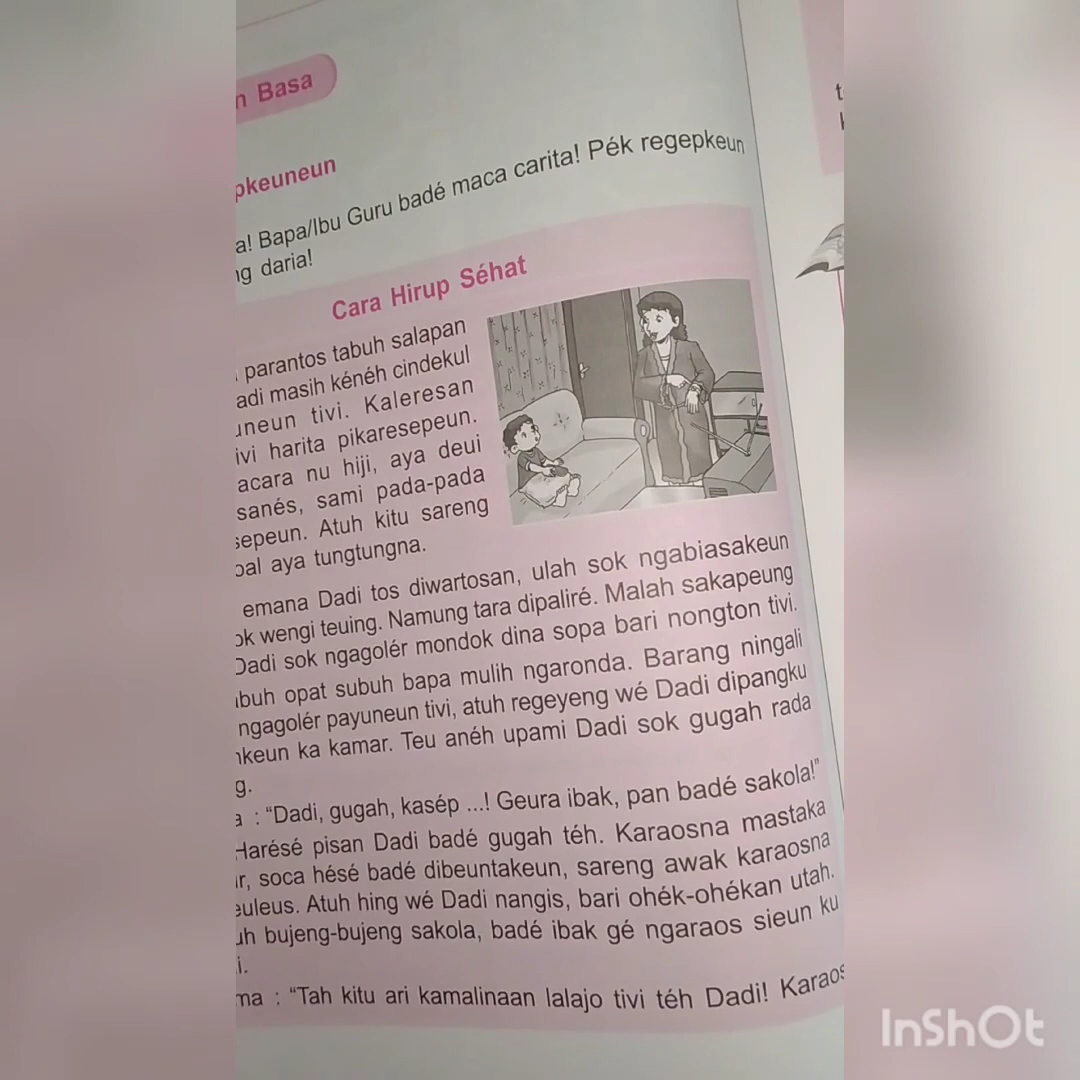 n Basa
pkeuneun
a! Bapa/Ibu Guru badé maca carita! Pék regepkeun
ng daria!
Cara Hirup Séhat
parantos tabuh salapan
adi masih kénéh cindekul
uneun tivi. Kaleresan
ivi harita pikaresepeun.
acara nu hiji, aya deui
sanés, sami pada-pada
sepeun. Atuh kitu sareng
bal aya tungtungna.
emana Dadi tos diwartosan, ulah sok ngabiasakeun
ok wengi teuing. Namung tara dipaliré. Malah sakapeung
Dadi sok ngagolér mondok dina sopa bari nongton tivi.
abuh opat subuh bapa mulih ngaronda. Barang ningali
ngagolér payuneun tivi, atuh regeyeng wé Dadi dipangku
nkeun ka kamar. Teu anéh upami Dadi sok gugah rada
g.
a : “Dadi, gugah, kasép ...! Geura ibak, pan badé sakola!”
Harésé pisan Dadi badé gugah téh. Karaosna mastaka
ir, soca hésé badé dibeuntakeun, sareng awak karaosna
euleus. Atuh hing wé Dadi nangis, bari ohék-ohékan utah.
uh bujeng-bujeng sakola, badé ibak gé ngaraos sieun ku
i.
ma : “Tah kitu ari kamalinaan lalajo tivi téh Dadi! Karaos
InShOt